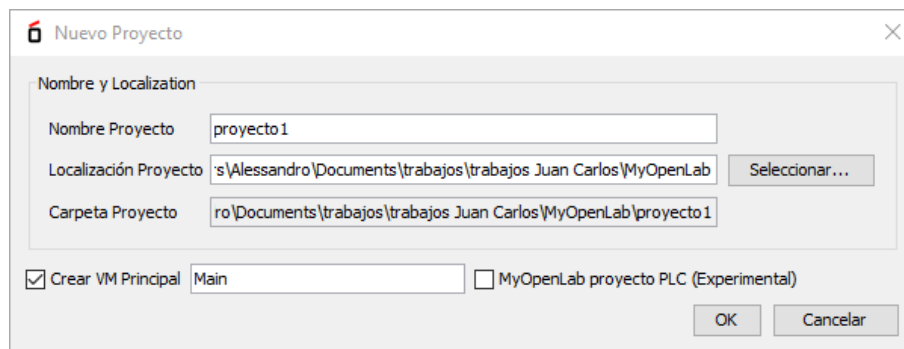 Nuevo Proyecto
Nombre y Localization
Nombre Proyecto proyecto1
Localización Proyecto s\Alessandro\Documents\trabajos\trabajos Juan Carlos\MyOpenLab Seleccionar...
Carpeta Proyecto ro\Documents\trabajos\trabajos Juan Carlos\MyOpenLab\proyecto1
Crear VM Principal Main MyOpenLab proyecto PLC (Experimental)
OK Cancelar